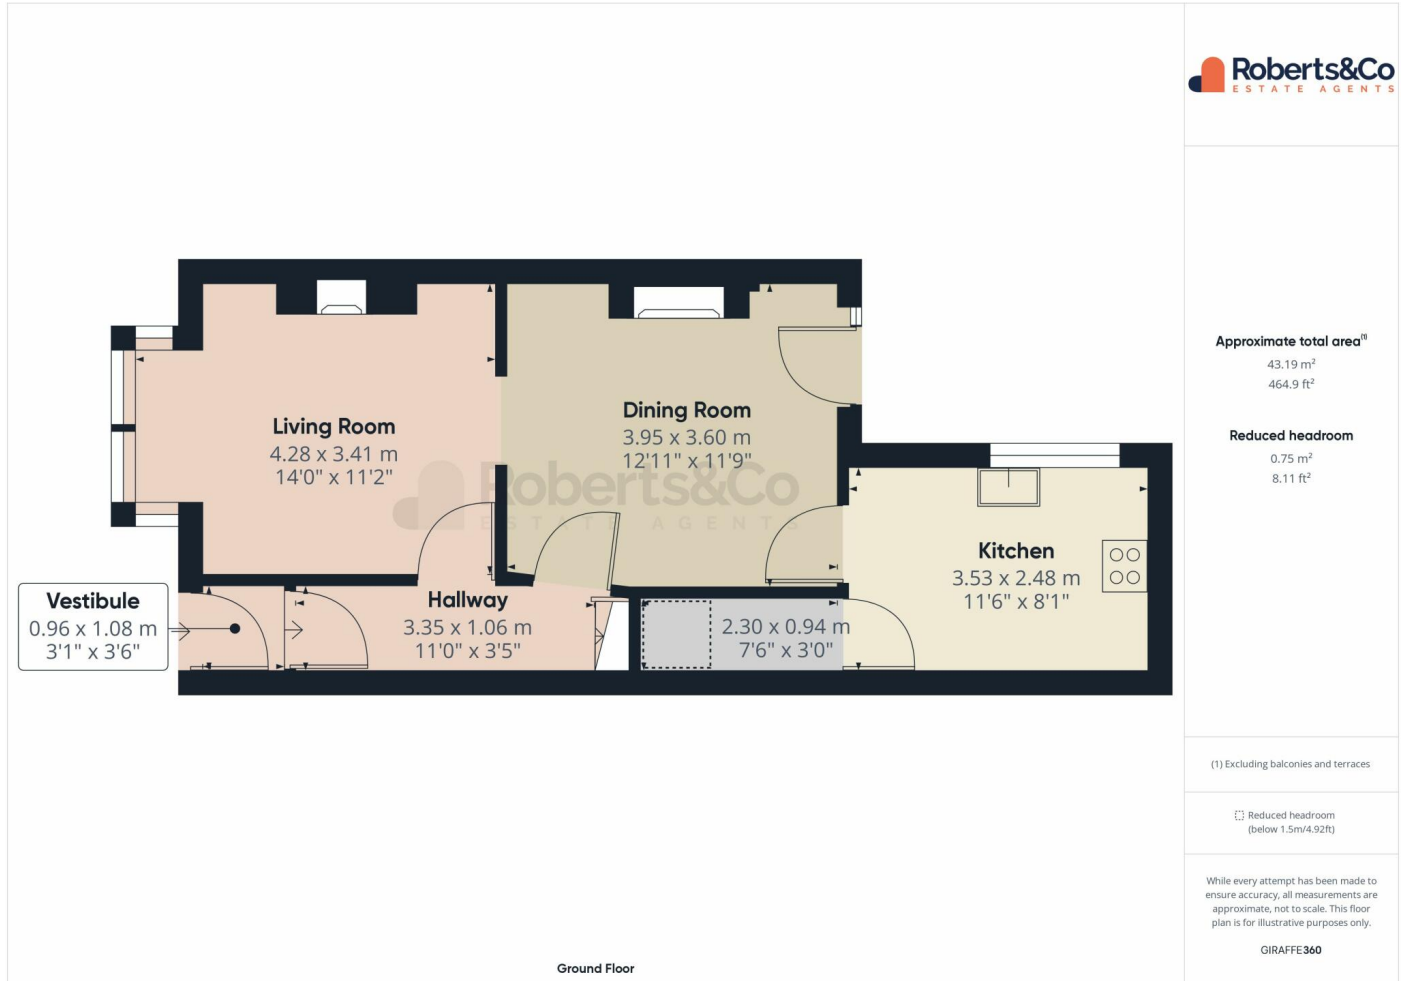 Roberts&Co
ESTATE AGENTS
Living Room
4.28 x 3.41 m
14'0" x 11'2"
Dining Room
3.95 x 3.60 m
12'11" x 11'9"
Roberts&Co
ESTATE AGENTS
Kitchen
3.53 x 2.48 m
11'6" x 8'1"
Vestibule
0.96 x 1.08 m
3'1" x 3'6"
Hallway
3.35 x 1.06 m
11'0" x 3'5"
2.30 x 0.94 m
7'6" x 3'0"
Ground Floor
Approximate total area(1)
43.19 m²
464.9 ft²
Reduced headroom
0.75 m²
8.11 ft²
(1) Excluding balconies and terraces
Reduced headroom
(below 1.5m/4.92ft)
While every attempt has been made to
ensure accuracy, all measurements are
approximate, not to scale. This floor
plan is for illustrative purposes only.
GIRAFFE360